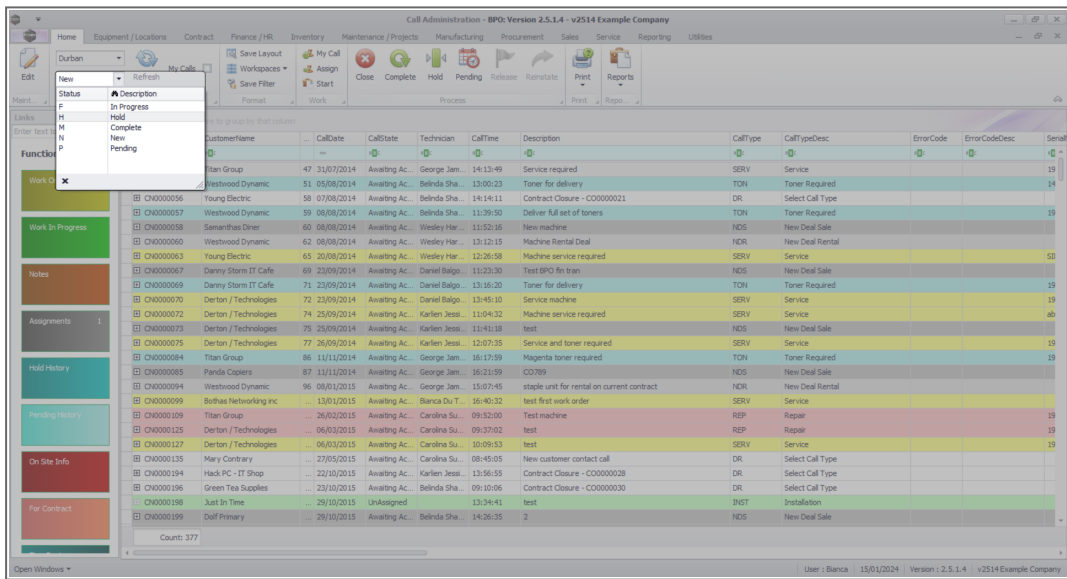 Call Administration - BPO: Version 2.5.1.4 - v2514 Example Company
Home Equipment / Locations Contract Finance / HR Inventory Maintenance / Projects Manufacturing Procurement Sales Service Reporting Utilities
Edit Durban My Calls Refresh Save Layout Workspaces Save Filter My Call Assign Start Close Complete Hold Pending Release Reinstate Print Reports
New
Maint... Format Work Process Print Repo...
Status Description
F In Progress
H Hold
M Complete
N New
P Pending
Links
Enter text to
Function
Work O
Work In Progress
Notes
Assignments 1
Hold History
Pending History
On Site Info
For Contract
to group by that column
CustomerName ... CallDate CallState Technician CallTime Description CallType CallTypeDesc ErrorCode ErrorCodeDesc Serial
Titan Group 47 31/07/2014 Awaiting Ac... George Jam... 14:13:49 Service required SERV Service 19
Westwood Dynamic 51 05/08/2014 Awaiting Ac... Belinda Sha... 13:00:23 Toner for delivery TON Toner Required 14
CN0000056 Young Electric 58 07/08/2014 Awaiting Ac... Belinda Sha... 14:14:11 Contract Closure - CO0000021 DR Select Call Type
CN0000057 Westwood Dynamic 59 08/08/2014 Awaiting Ac... Belinda Sha... 11:39:50 Deliver full set of toners TON Toner Required 19
CN0000058 Samanthas Diner 60 08/08/2014 Awaiting Ac... Wesley Har... 11:52:16 New machine NDS New Deal Sale
CN0000060 Westwood Dynamic 62 08/08/2014 Awaiting Ac... Wesley Har... 13:12:15 Machine Rental Deal NDR New Deal Rental
CN0000063 Young Electric 65 20/08/2014 Awaiting Ac... Wesley Har... 12:26:58 Machine service required SERV Service
CN0000067 Danny Storm IT Cafe 69 23/09/2014 Awaiting Ac... Daniel Balgo... 11:23:30 Test BPO fin tran NDS New Deal Sale
CN0000069 Danny Storm IT Cafe 71 23/09/2014 Awaiting Ac... Daniel Balgo... 13:16:20 Toner for delivery TON Toner Required 19
CN0000070 Derton / Technologies 72 23/09/2014 Awaiting Ac... Daniel Balgo... 13:45:10 Service machine SERV Service 19
CN0000072 Derton / Technologies 74 25/09/2014 Awaiting Ac... Karlien Jessi... 11:04:32 Machine service required SERV Service ab
CN0000073 Derton / Technologies 75 25/09/2014 Awaiting Ac... Karlien Jessi... 11:41:18 test NDS New Deal Sale
CN0000075 Derton / Technologies 77 26/09/2014 Awaiting Ac... Karlien Jessi... 12:07:35 Service and toner required SERV Service 19
CN0000084 Titan Group 86 11/11/2014 Awaiting Ac... George Jam... 16:17:59 Magenta toner required TON Toner Required 19
CN0000085 Panda Copiers 87 11/11/2014 Awaiting Ac... George Jam... 16:21:59 CO789 NDS New Deal Sale
CN0000094 Westwood Dynamic 96 08/01/2015 Awaiting Ac... George Jam... 15:07:45 staple unit for rental on current contract NDR New Deal Rental
CN0000099 Bothas Networking inc ... 13/01/2015 Awaiting Ac... Bianca Du T... 16:40:32 test first work order SERV Service
CN0000109 Titan Group ... 26/02/2015 Awaiting Ac... Carolina Su... 09:52:00 Test machine REP Repair 19
CN0000125 Derton / Technologies ... 06/03/2015 Awaiting Ac... Carolina Su... 09:37:02 test REP Repair 19
CN0000127 Derton / Technologies ... 06/03/2015 Awaiting Ac... Carolina Su... 10:09:53 test SERV Service 19
CN0000135 Mary Contrary ... 27/05/2015 Awaiting Ac... Carolina Su... 08:45:05 New customer contact call DR Select Call Type
CN0000194 Hack PC - IT Shop ... 22/10/2015 Awaiting Ac... Karlien Jessi... 13:56:55 Contract Closure - CO0000028 DR Select Call Type
CN0000196 Green Tea Supplies ... 23/10/2015 Awaiting Ac... Belinda Sha... 09:10:06 Contract Closure - CO0000030 DR Select Call Type
CN0000198 Just In Time ... 29/10/2015 UnAssigned 13:34:41 test INST Installation
CN0000199 Dolf Primary ... 29/10/2015 Awaiting Ac... Belinda Sha... 14:26:35 2 NDS New Deal Sale
Count: 377
Open Windows User : Bianca 15/01/2024 Version : 2.5.1.4 v2514 Example Company